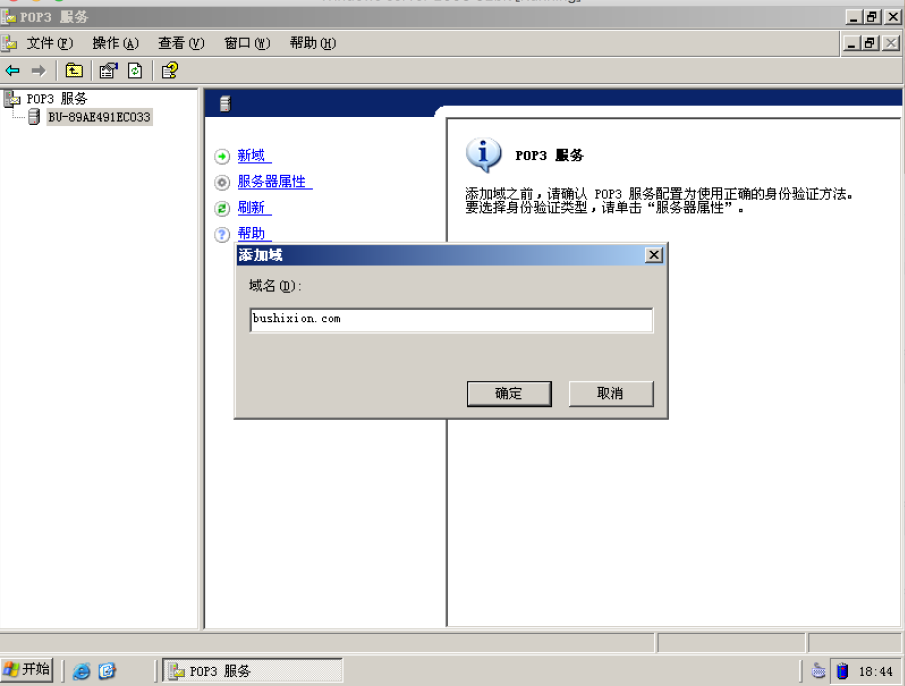 POP3 服务
文件(F) 操作(A) 查看(V) 窗口(W) 帮助(H)
POP3 服务
BU-89AE491EC033
新域
服务器属性
刷新
帮助
POP3 服务
添加域之前，请确认 POP3 服务配置为使用正确的身份验证方法。
要选择身份验证类型，请单击“服务器属性”。
添加域
域名(D):
bushixion.com
确定 取消
开始 POP3 服务 18:44